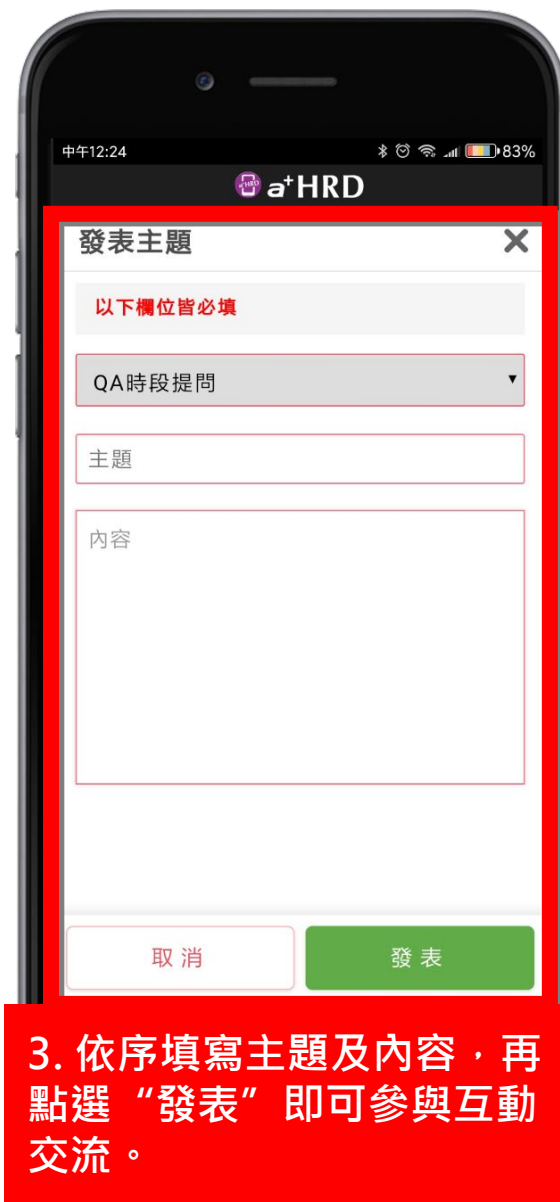 中午12:24 83%
a+HRD
發表主題
以下欄位皆必填
QA時段提問
主題
內容
取消 發表
3. 依序填寫主題及內容，再
點選“發表”即可參與互動
交流。